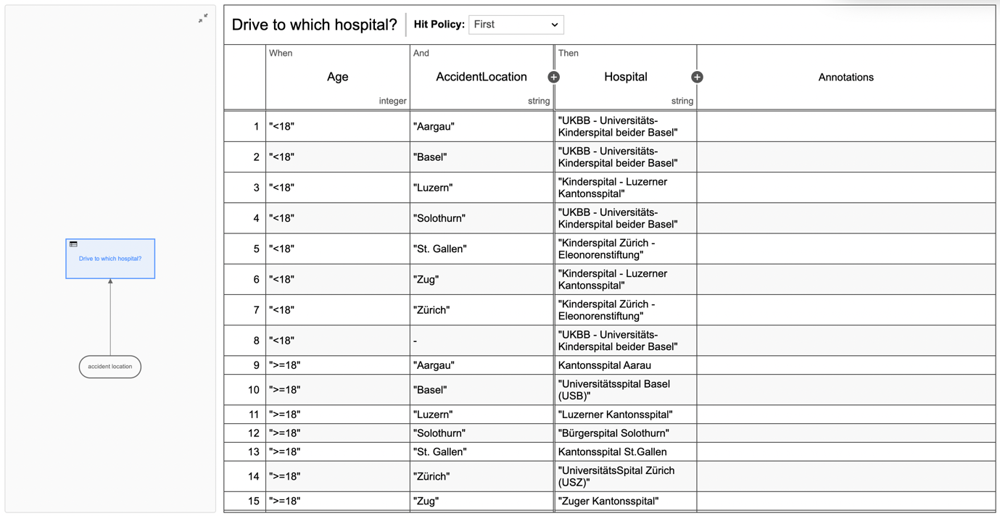 Drive to which hospital?
accident location
Drive to which hospital? Hit Policy: First
When And Then
Age AccidentLocation Hospital Annotations
integer string string
1 "<18" "Aargau" "UKBB - Universitäts-
Kinderspital beider Basel"
2 "<18" "Basel" "UKBB - Universitäts-
Kinderspital beider Basel"
3 "<18" "Luzern" "Kinderspital - Luzerner
Kantonsspital"
4 "<18" "Solothurn" "UKBB - Universitäts-
Kinderspital beider Basel"
5 "<18" "St. Gallen" "Kinderspital Zürich -
Eleonorenstiftung"
6 "<18" "Zug" "Kinderspital - Luzerner
Kantonsspital"
7 "<18" "Zürich" "Kinderspital Zürich -
Eleonorenstiftung"
8 "<18" - "UKBB - Universitäts-
Kinderspital beider Basel"
9 ">=18" "Aargau" Kantonsspital Aarau
10 ">=18" "Basel" "Universitätsspital Basel
(USB)"
11 ">=18" "Luzern" "Luzerner Kantonsspital"
12 ">=18" "Solothurn" "Bürgerspital Solothurn"
13 ">=18" "St. Gallen" Kantonsspital St.Gallen
14 ">=18" "Zürich" "UniversitätsSpital Zürich
(USZ)"
15 ">=18" "Zug" "Zuger Kantonsspital"